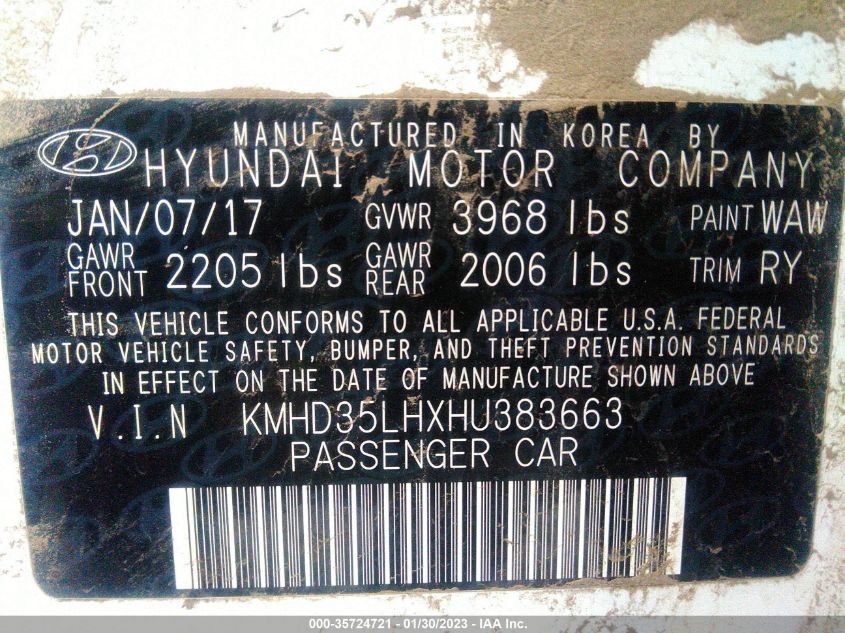 MANUFACTURED IN KOREA BY
HYUNDAI MOTOR COMPANY
JAN/07/17 GVWR 3968 lbs PAINT WAW
GAWR FRONT 2205 lbs GAWR REAR 2006 lbs TRIM RY
THIS VEHICLE CONFORMS TO ALL APPLICABLE U.S.A. FEDERAL
MOTOR VEHICLE SAFETY, BUMPER, AND THEFT PREVENTION STANDARDS
IN EFFECT ON THE DATE OF MANUFACTURE SHOWN ABOVE
V.I.N KMHD35LHXHU383663
PASSENGER CAR
000-35724721 - 01/30/2023 - IAA Inc.